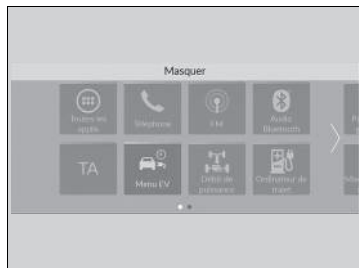 Masquer
Toutes les
applis
Téléphone
FM
Audio
Bluetooth
TA
Menu EV
Débit de
puissance
Ordinateur de
trajet